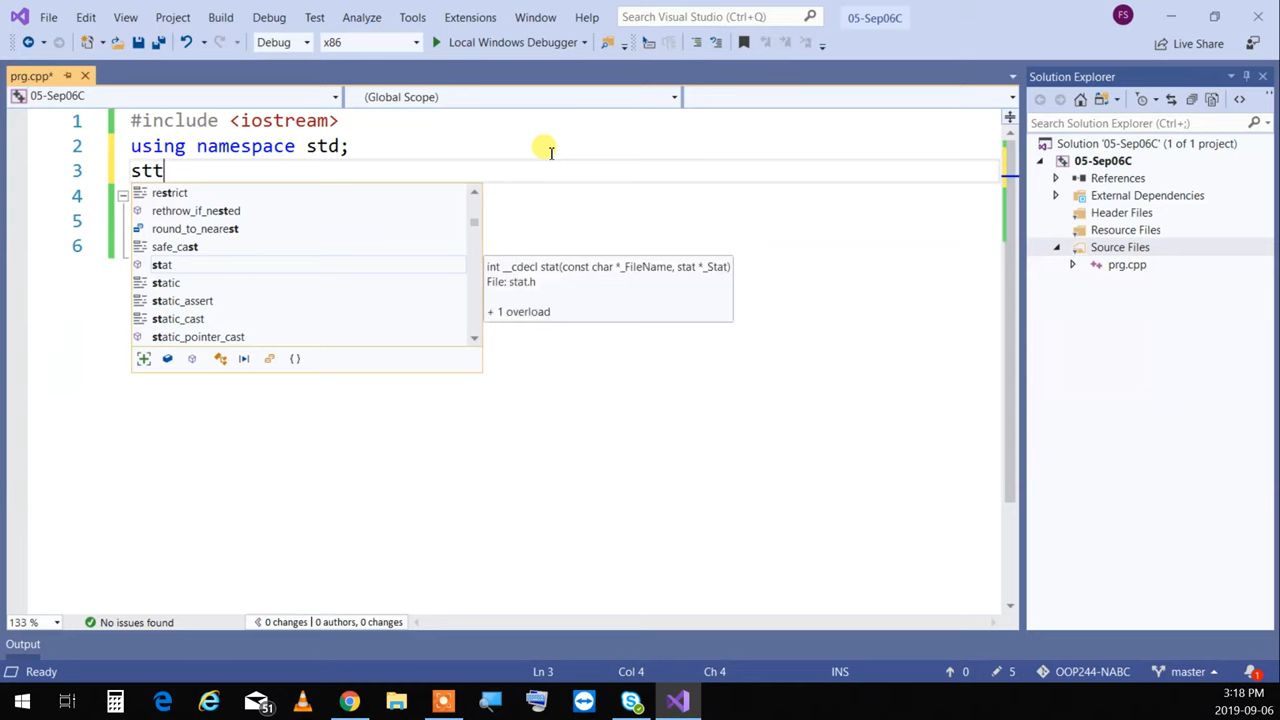 File Edit View Project Build Debug Test Analyze Tools Extensions Window Help Search Visual Studio (Ctrl+Q) 05-Sep06C FS
Debug x86 Local Windows Debugger Live Share
prg.cpp*
05-Sep06C (Global Scope)
1 #include <iostream>
2 using namespace std;
3 stt
4
5
6
restrict
rethrow_if_nested
round_to_nearest
safe_cast
stat
static
static_assert
static_cast
static_pointer_cast
int __cdecl stat(const char *_FileName, stat *_Stat)
File: stat.h
+ 1 overload
133 % No issues found 0 changes | 0 authors, 0 changes
Solution Explorer
Search Solution Explorer (Ctrl+;)
Solution '05-Sep06C' (1 of 1 project)
05-Sep06C
References
External Dependencies
Header Files
Resource Files
Source Files
prg.cpp
Output
Ready Ln 3 Col 4 Ch 4 INS 0 5 OOP244-NABC master 1
51
3:18 PM
2019-09-06